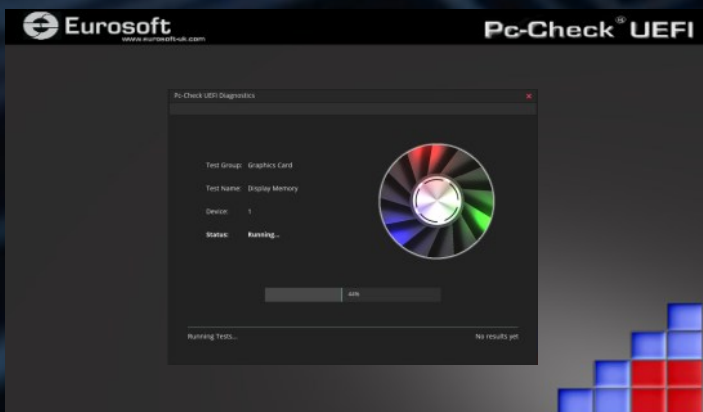 Eurosoft
www.eurosoft-uk.com
Pc-Check® UEFI
Pc-Check UEFI Diagnostics
Test Group: Graphics Card
Test Name: Display Memory
Device: 1
Status: Running...
44%
Running Tests...
No results yet